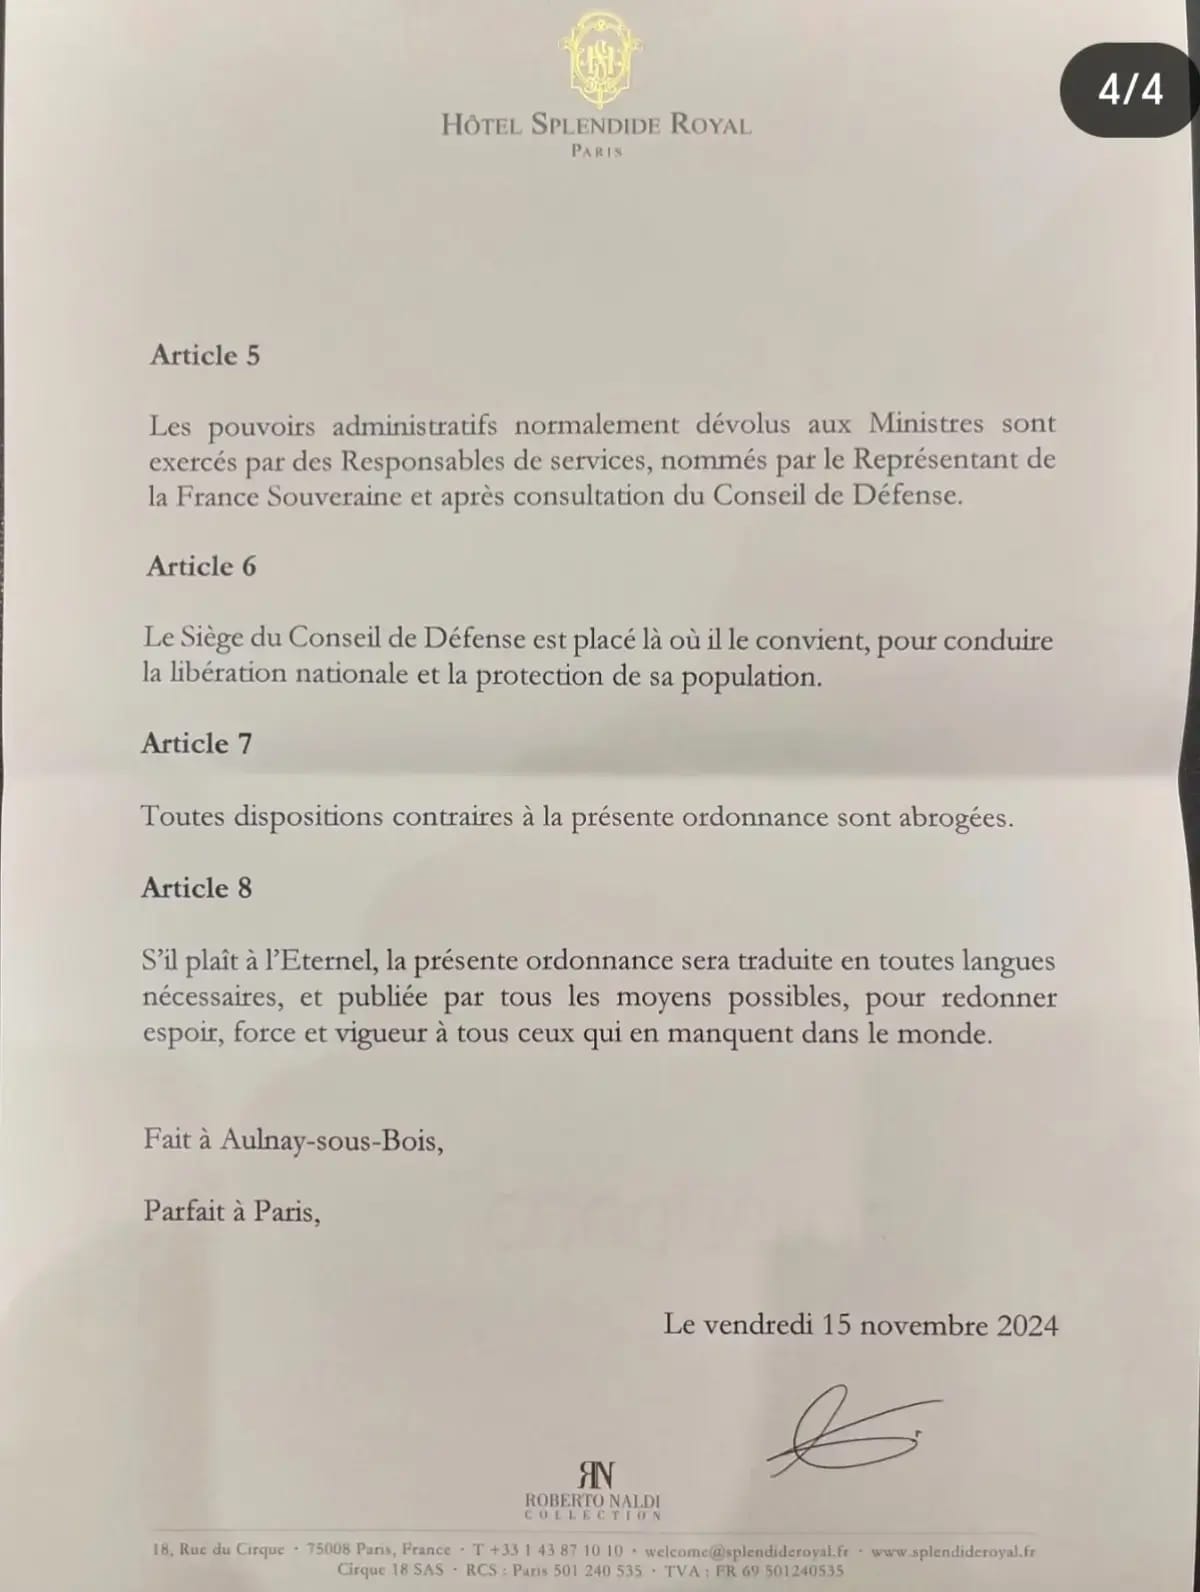 4/4
HÔTEL SPLENDIDE ROYAL
PARIS
Article 5
Les pouvoirs administratifs normalement dévolus aux Ministres sont
exercés par des Responsables de services, nommés par le Représentant de
la France Souveraine et après consultation du Conseil de Défense.
Article 6
Le Siège du Conseil de Défense est placé là où il le convient, pour conduire
la libération nationale et la protection de sa population.
Article 7
Toutes dispositions contraires à la présente ordonnance sont abrogées.
Article 8
S'il plaît à l'Eternel, la présente ordonnance sera traduite en toutes langues
nécessaires, et publiée par tous les moyens possibles, pour redonner
espoir, force et vigueur à tous ceux qui en manquent dans le monde.
Fait à Aulnay-sous-Bois,
Parfait à Paris,
Le vendredi 15 novembre 2024
RN
ROBERTO NALDI
COLLECTION
18, Rue du Cirque · 75008 Paris, France · T +33 1 43 87 10 10 · welcome@splendideroyal.fr · www.splendideroyal.fr
Cirque 18 SAS · RCS : Paris 501 240 535 · TVA : FR 69 501240535